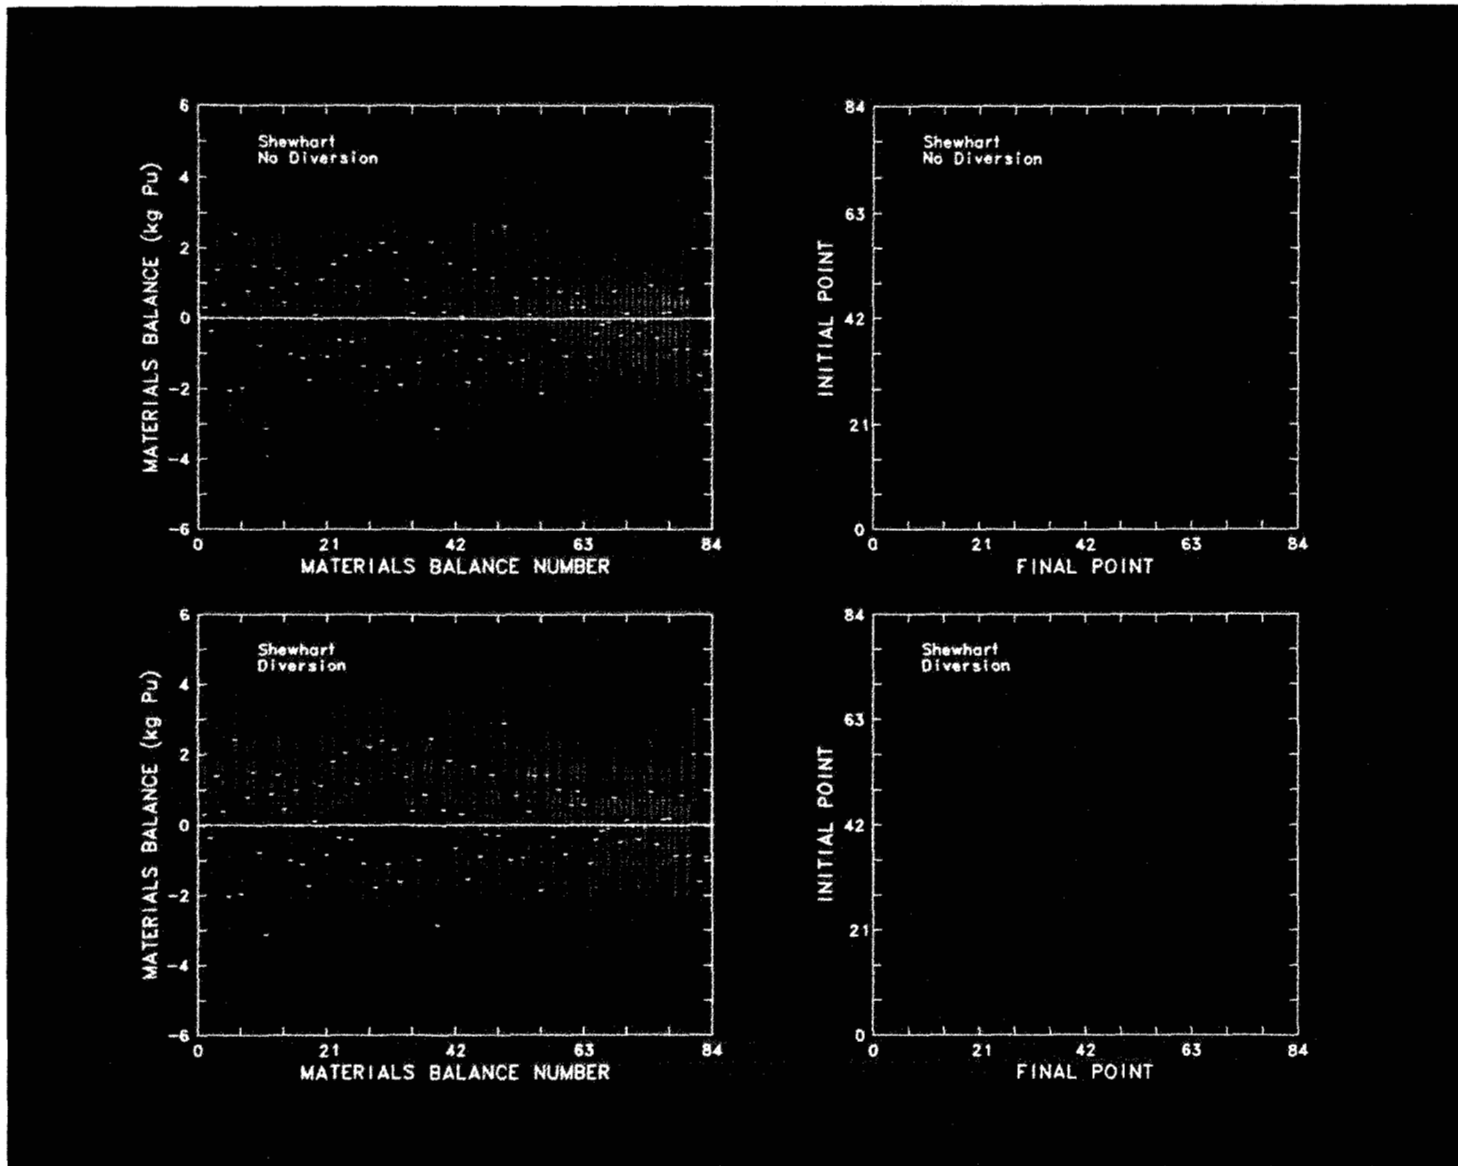 6
4
2
0
-2
-4
-6
MATERIALS BALANCE (kg Pu)
Shewhart
No Diversion
0 21 42 63 84
MATERIALS BALANCE NUMBER
84
63
42
21
0
INITIAL POINT
Shewhart
No Diversion
0 21 42 63 84
FINAL POINT
6
4
2
0
-2
-4
-6
MATERIALS BALANCE (kg Pu)
Shewhart
Diversion
0 21 42 63 84
MATERIALS BALANCE NUMBER
84
63
42
21
0
INITIAL POINT
Shewhart
Diversion
0 21 42 63 84
FINAL POINT